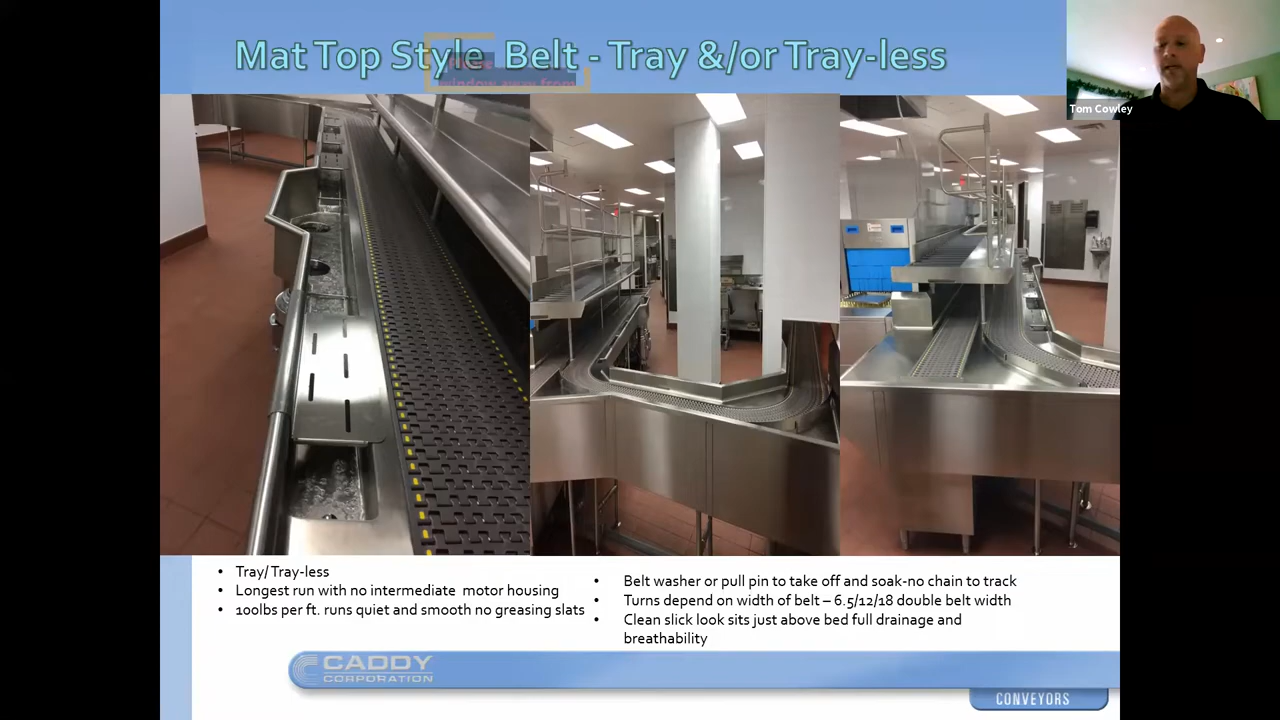 Mat Top Style Belt - Tray &/or Tray-less
window away from
Tom Cowley
• Tray/ Tray-less
• Longest run with no intermediate motor housing
• 100lbs per ft. runs quiet and smooth no greasing slats
• Belt washer or pull pin to take off and soak-no chain to track
• Turns depend on width of belt – 6.5/12/18 double belt width
• Clean slick look sits just above bed full drainage and
breathability
CADDY
CORPORATION
CONVEYORS